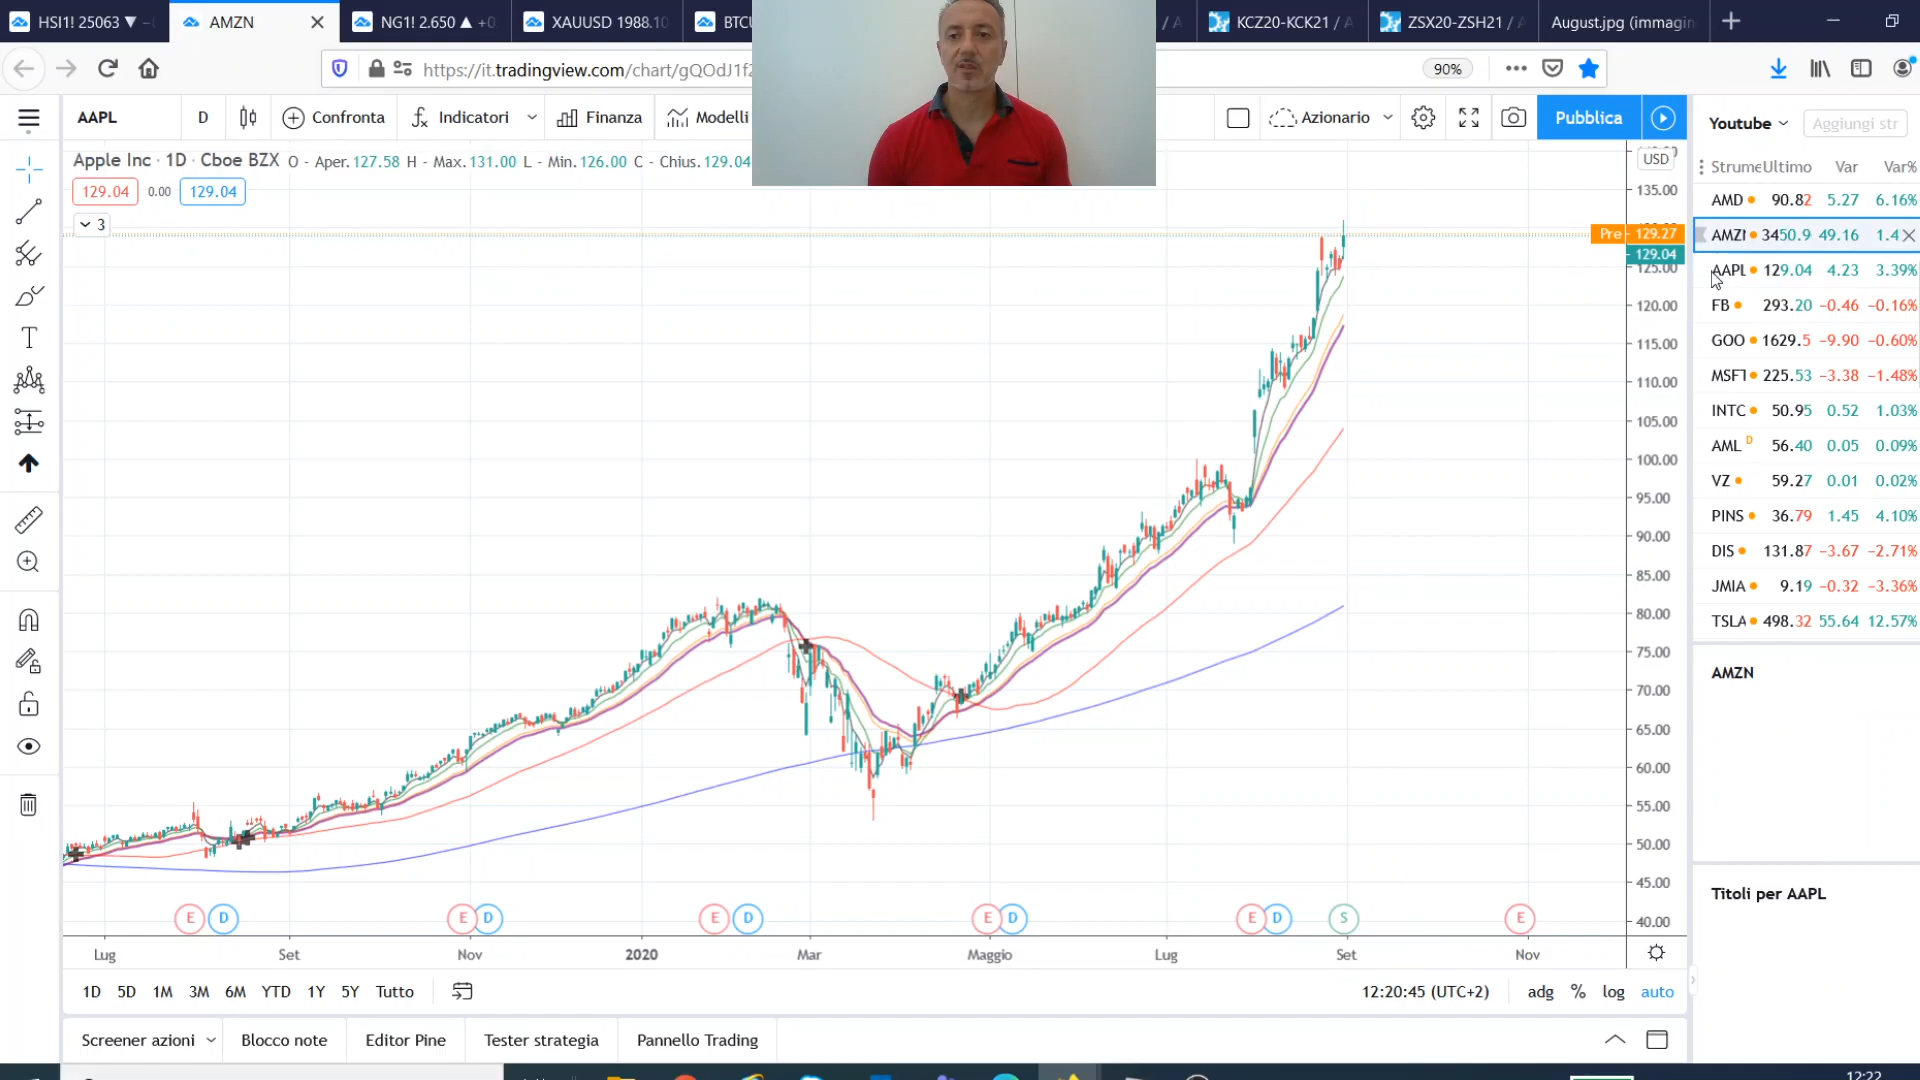 HSI1! 25063 ▼ −
AMZN
NG1! 2.650 ▲ +0
XAUUSD 1988.10
BTCU
/ A
KCZ20-KCK21 / A
ZSX20-ZSH21 / A
August.jpg (immagin
https://it.tradingview.com/chart/gQOdJ1f2
90%
AAPL
D
Confronta
Indicatori
Finanza
Modelli
Azionario
Pubblica
Youtube
Aggiungi str
Apple Inc · 1D · Cboe BZX O - Aper. 127.58 H - Max. 131.00 L - Min. 126.00 C - Chius. 129.04
129.04 0.00 129.04
3
USD
135.00
Pre 129.27
129.04
125.00
120.00
115.00
110.00
105.00
100.00
95.00
90.00
85.00
80.00
75.00
70.00
65.00
60.00
55.00
50.00
45.00
40.00
Strume Ultimo Var Var%
AMD 90.82 5.27 6.16%
AMZN 3450.9 49.16 1.4
AAPL 129.04 4.23 3.39%
FB 293.20 −0.46 −0.16%
GOO 1629.5 −9.90 −0.60%
MSFT 225.53 −3.38 −1.48%
INTC 50.95 0.52 1.03%
AML D 56.40 0.05 0.09%
VZ 59.27 0.01 0.02%
PINS 36.79 1.45 4.10%
DIS 131.87 −3.67 −2.71%
JMIA 9.19 −0.32 −3.36%
TSLA 498.32 55.64 12.57%
AMZN
Titoli per AAPL
E D E D E D E D E D S E
Lug Set Nov 2020 Mar Maggio Lug Set Nov
1D 5D 1M 3M 6M YTD 1Y 5Y Tutto
12:20:45 (UTC+2) adg % log auto
Screener azioni Blocco note Editor Pine Tester strategia Pannello Trading
12:22